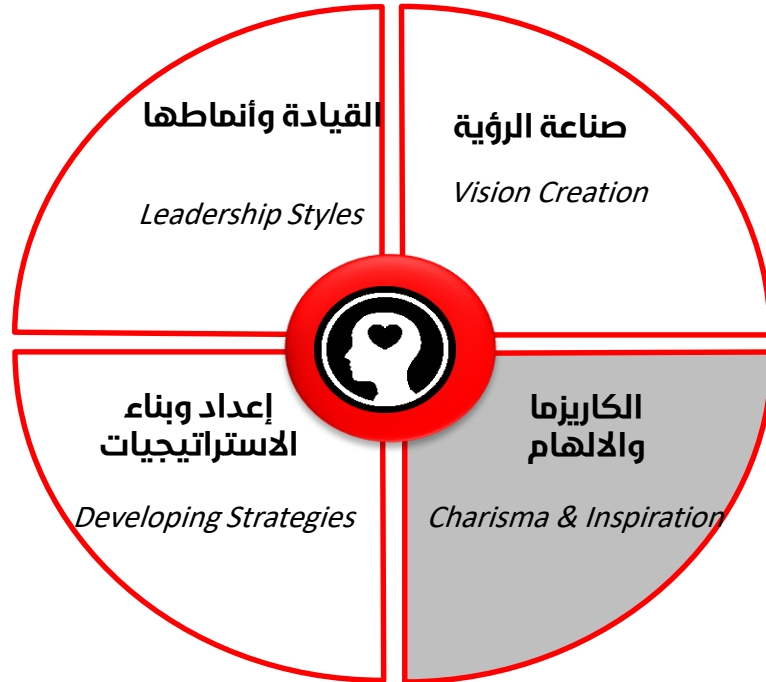 القيادة وأنماطها
Leadership Styles
صناعة الرؤية
Vision Creation
إعداد وبناء
الاستراتيجيات
Developing Strategies
الكاريزما
والالهام
Charisma & Inspiration